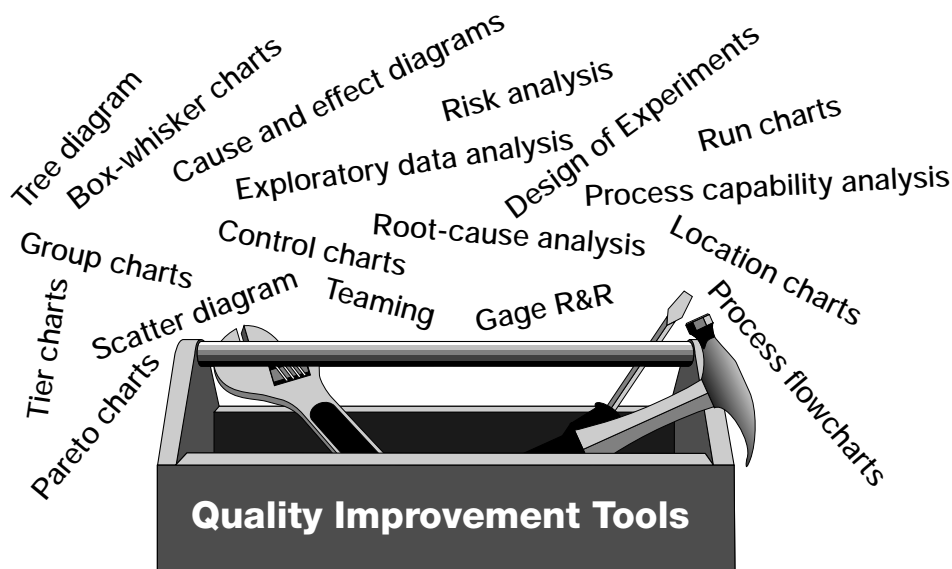 Tree diagram
Box-whisker charts
Cause and effect diagrams
Risk analysis
Design of Experiments
Run charts
Exploratory data analysis
Process capability analysis
Group charts
Control charts
Root-cause analysis
Location charts
Tier charts
Scatter diagram
Teaming
Gage R&R
Process flowcharts
Pareto charts
Quality Improvement Tools